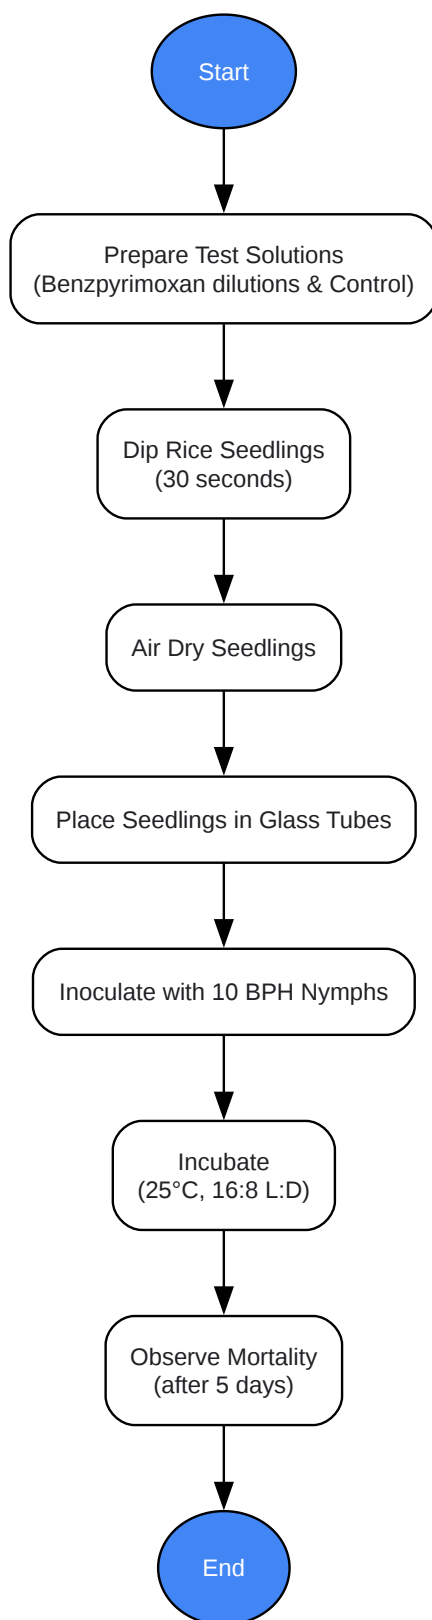 Start
Prepare Test Solutions
(Benzpyrimoxan dilutions & Control)
Dip Rice Seedlings
(30 seconds)
Air Dry Seedlings
Place Seedlings in Glass Tubes
Inoculate with 10 BPH Nymphs
Incubate
(25°C, 16:8 L:D)
Observe Mortality
(after 5 days)
End